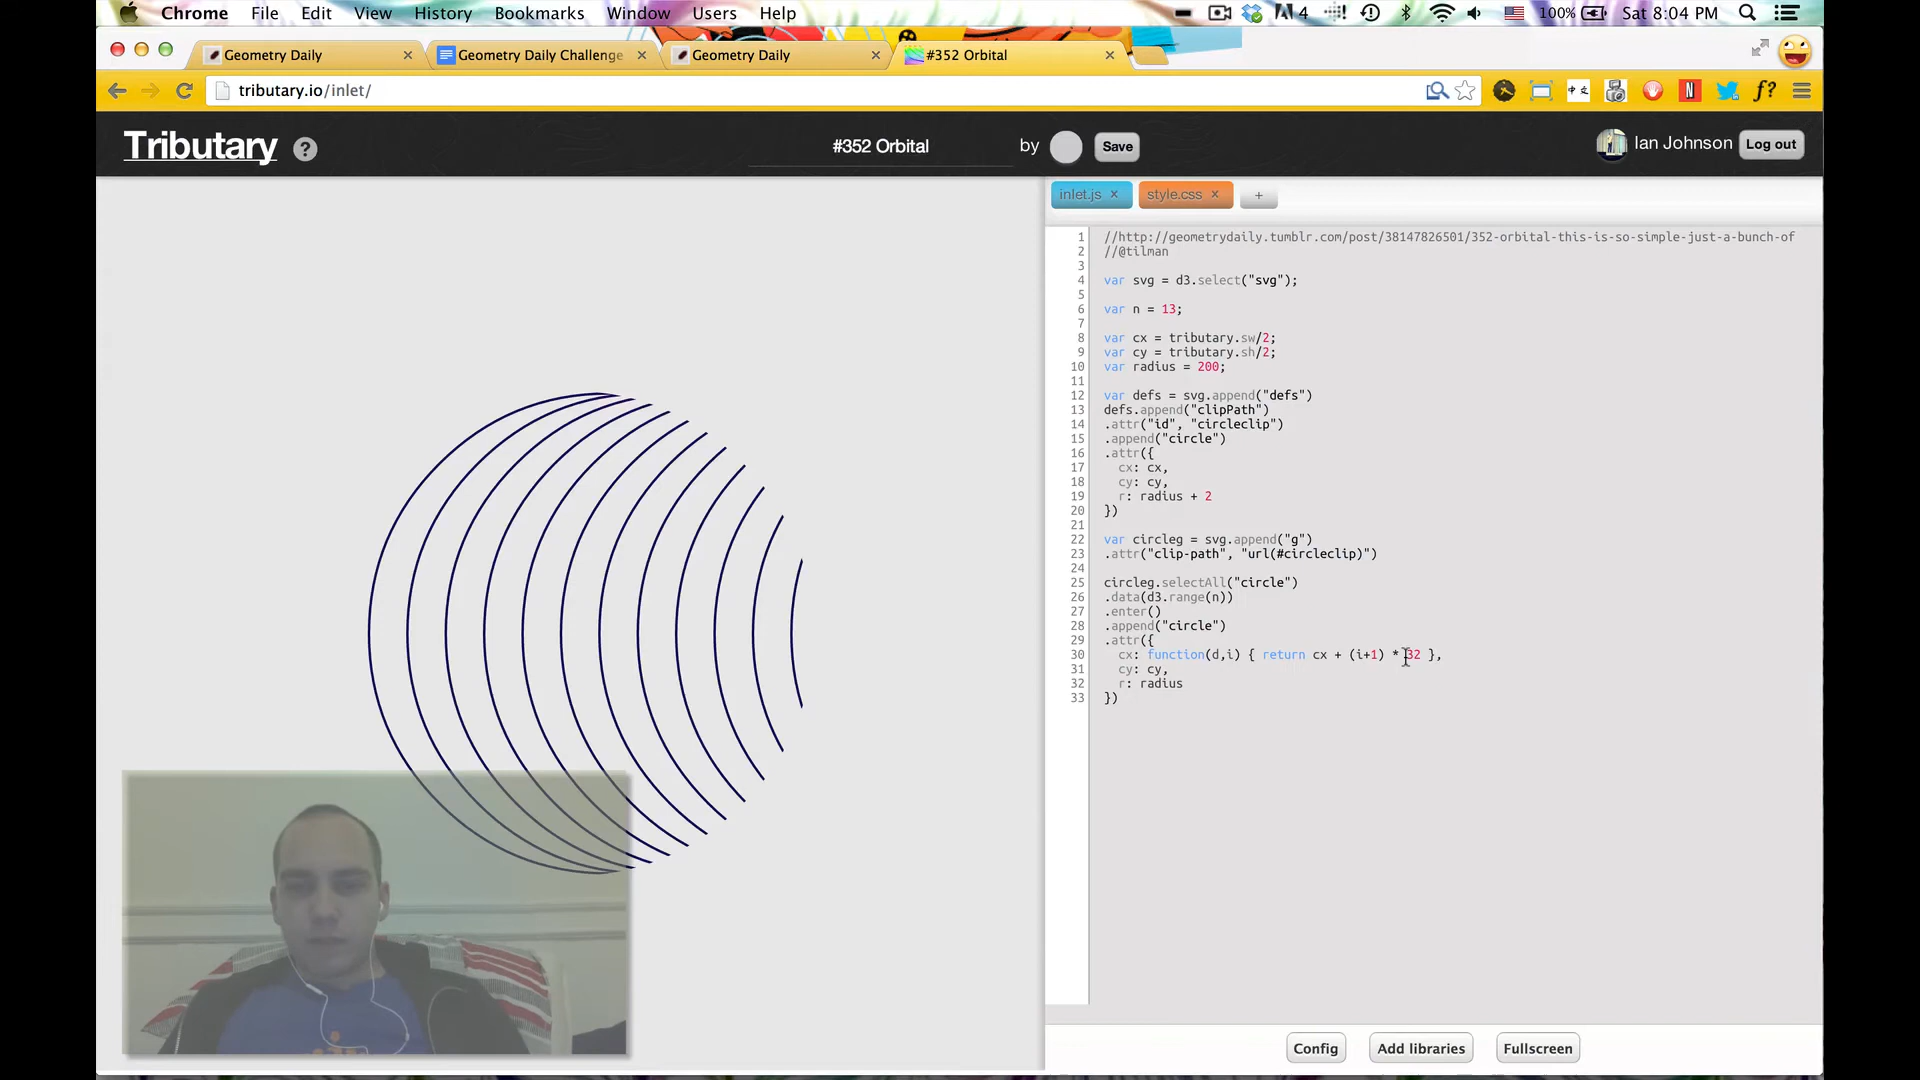 Chrome File Edit View History Bookmarks Window Users Help
4 100% Sat 8:04 PM
Geometry Daily
Geometry Daily Challenge
Geometry Daily
#352 Orbital
tributary.io/inlet/
N f?
Tributary ?
#352 Orbital by Save
Ian Johnson Log out
inlet.js × style.css × +
1 //http://geometrydaily.tumblr.com/post/38147826501/352-orbital-this-is-so-simple-just-a-bunch-of
2 //@tilman
3
4 var svg = d3.select("svg");
5
6 var n = 13;
7
8 var cx = tributary.sw/2;
9 var cy = tributary.sh/2;
10 var radius = 200;
11
12 var defs = svg.append("defs")
13 defs.append("clipPath")
14 .attr("id", "circleclip")
15 .append("circle")
16 .attr({
17 cx: cx,
18 cy: cy,
19 r: radius + 2
20 })
21
22 var circleg = svg.append("g")
23 .attr("clip-path", "url(#circleclip)")
24
25 circleg.selectAll("circle")
26 .data(d3.range(n))
27 .enter()
28 .append("circle")
29 .attr({
30 cx: function(d,i) { return cx + (i+1) * 32 },
31 cy: cy,
32 r: radius
33 })
Config Add libraries Fullscreen